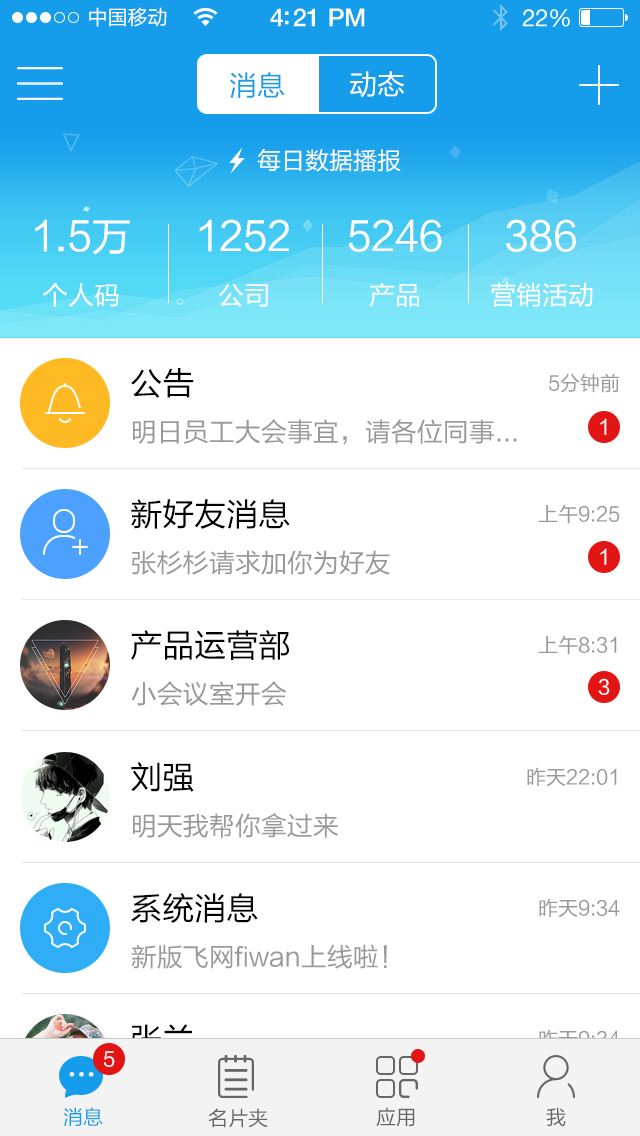 中国移动 4:21 PM 22%
消息 动态
每日数据播报
1.5万 1252 5246 386
个人码 公司 产品 营销活动
公告 5分钟前
明日员工大会事宜，请各位同事... 1
新好友消息 上午9:25
张杉杉请求加你为好友 1
产品运营部 上午8:31
小会议室开会 3
刘强 昨天22:01
明天我帮你拿过来
系统消息 昨天9:34
新版飞网fiwan上线啦！
5
消息 名片夹 应用 我